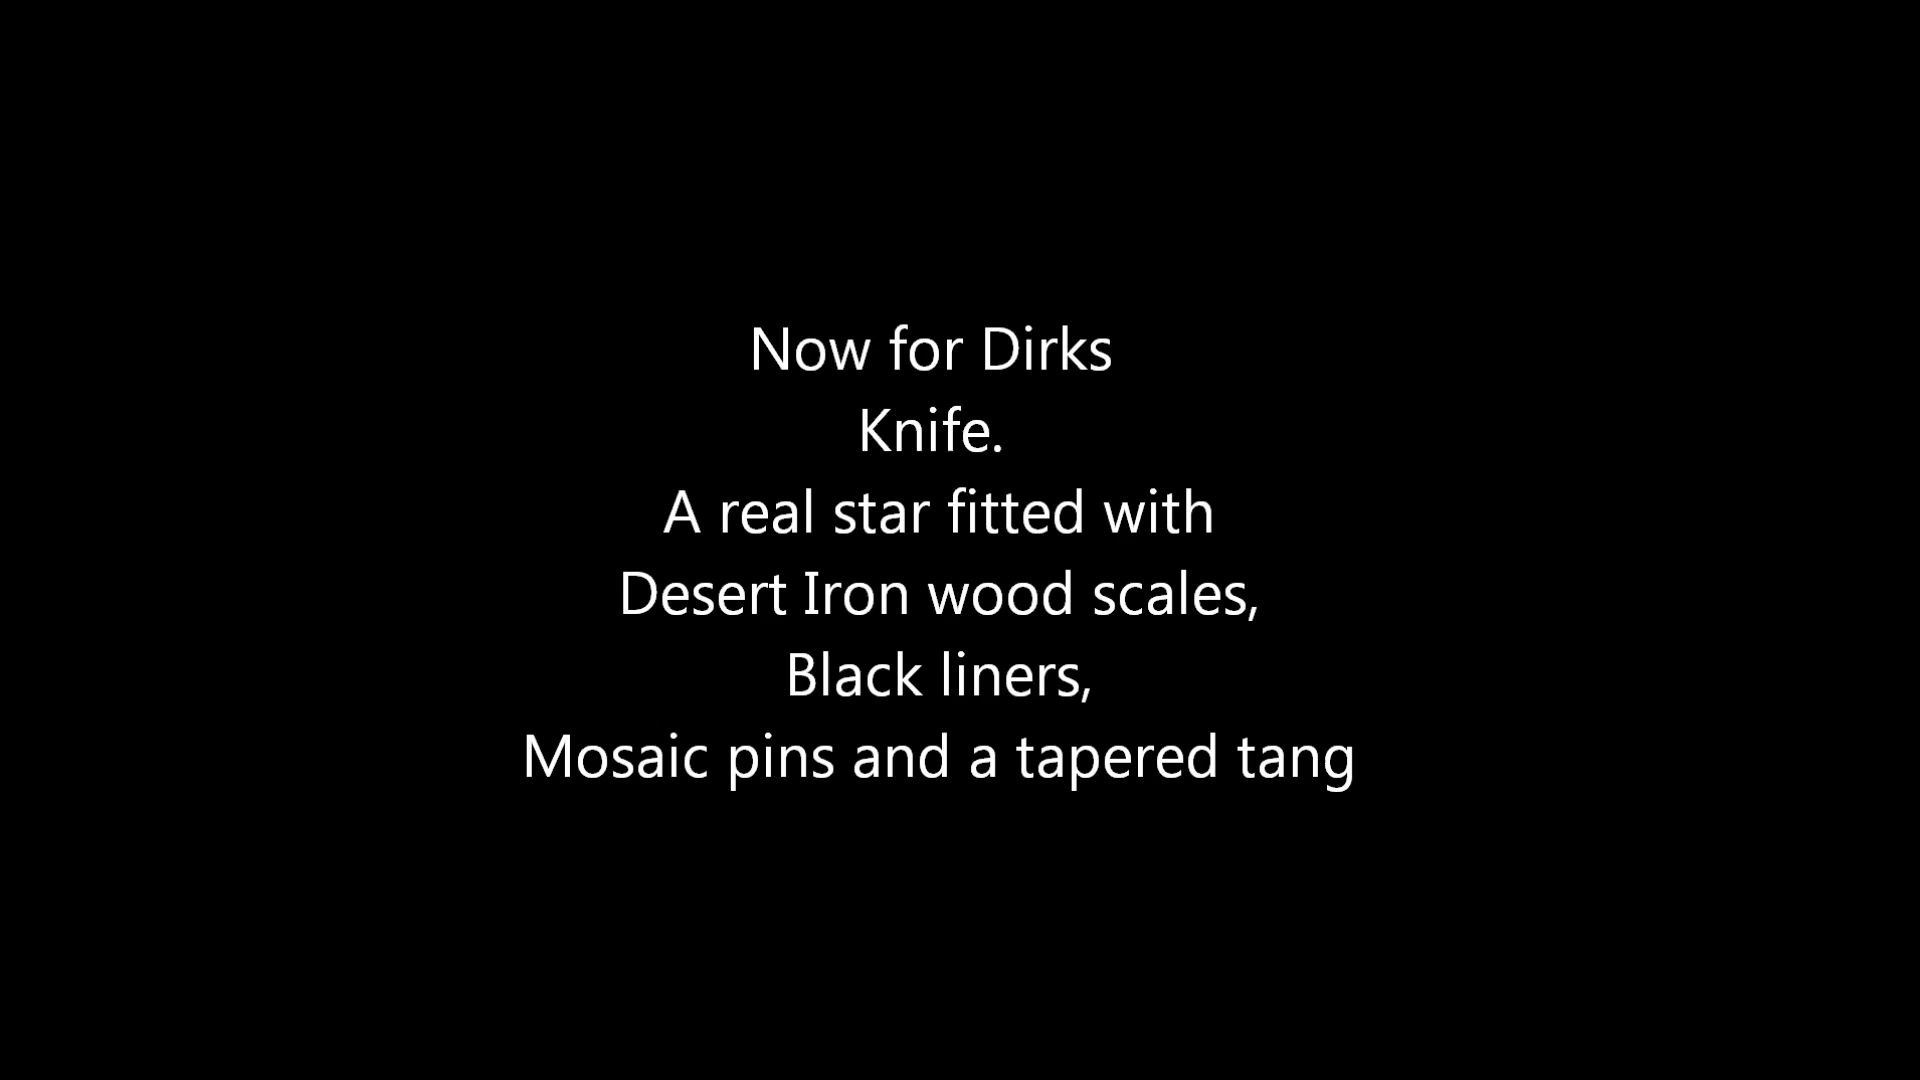 Now for Dirks
Knife.
A real star fitted with
Desert Iron wood scales,
Black liners,
Mosaic pins and a tapered tang